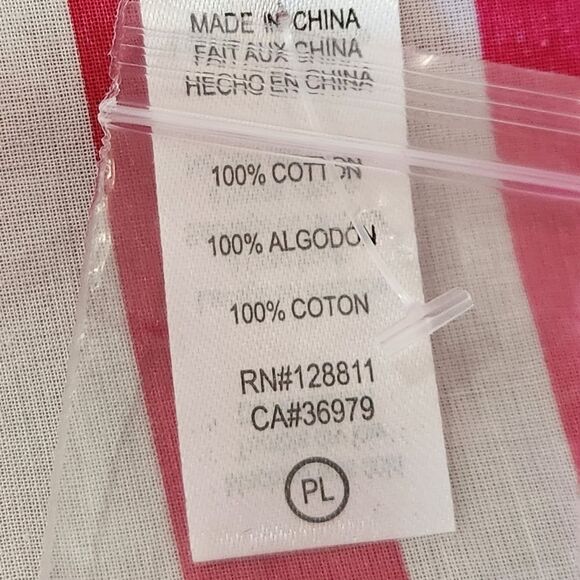 MADE IN CHINA
FAIT AUX CHINA
HECHO EN CHINA
100% COTTON
100% ALGODÓN
100% COTON
RN#128811
CA#36979
PL